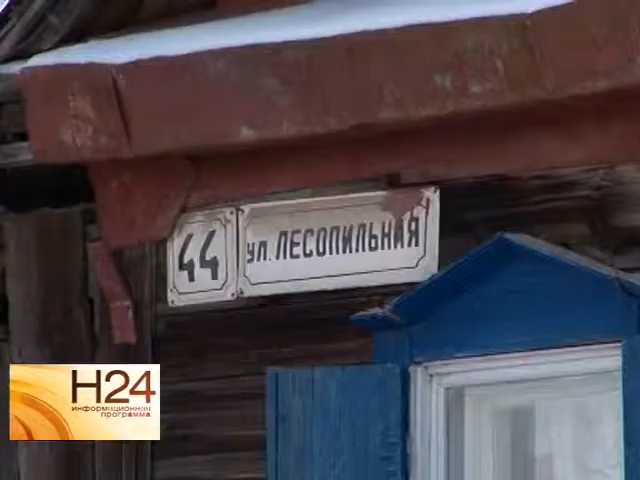 44
ул. ЛЕСОПИЛЬНАЯ
Н24
информационная
программа